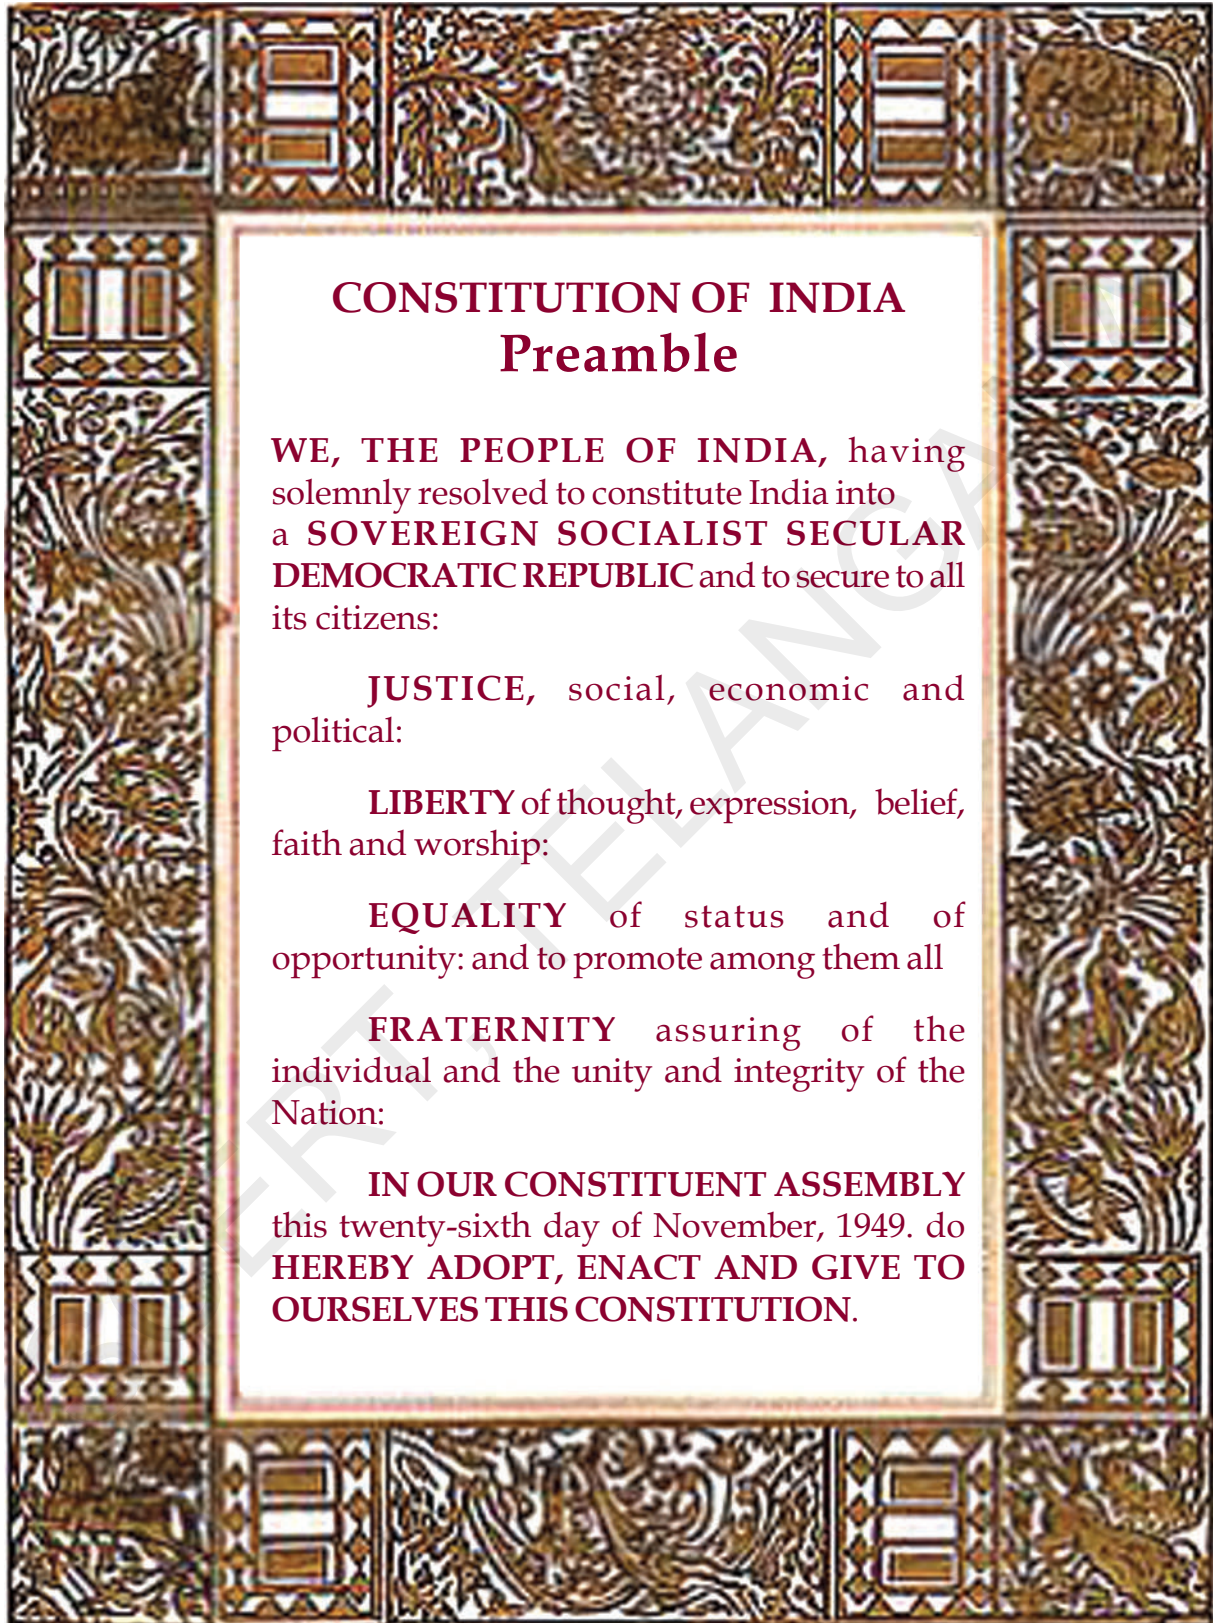 CONSTITUTION OF INDIA
Preamble
WE, THE PEOPLE OF INDIA, having
solemnly resolved to constitute India into
a SOVEREIGN SOCIALIST SECULAR
DEMOCRATIC REPUBLIC and to secure to all
its citizens:
JUSTICE, social, economic and
political:
LIBERTY of thought, expression, belief,
faith and worship:
EQUALITY of status and of
opportunity: and to promote among them all
FRATERNITY assuring of the
individual and the unity and integrity of the
Nation:
IN OUR CONSTITUENT ASSEMBLY
this twenty-sixth day of November, 1949. do
HEREBY ADOPT, ENACT AND GIVE TO
OURSELVES THIS CONSTITUTION.